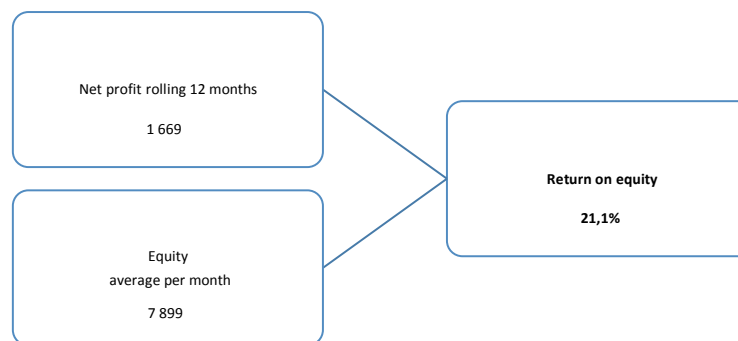 Net profit rolling 12 months
1 669
Equity
average per month
7 899
Return on equity
21,1%